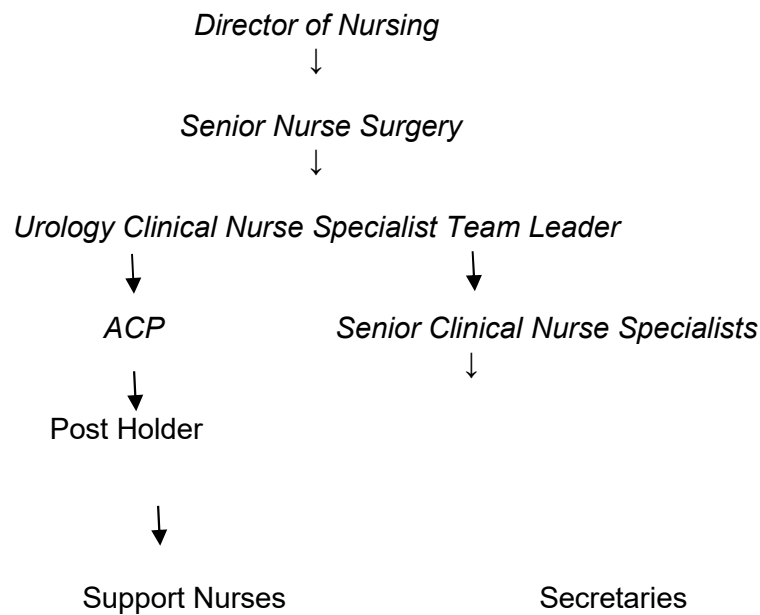 Director of Nursing
↓
Senior Nurse Surgery
↓
Urology Clinical Nurse Specialist Team Leader
ACP Senior Clinical Nurse Specialists
↓
Post Holder
Support Nurses Secretaries